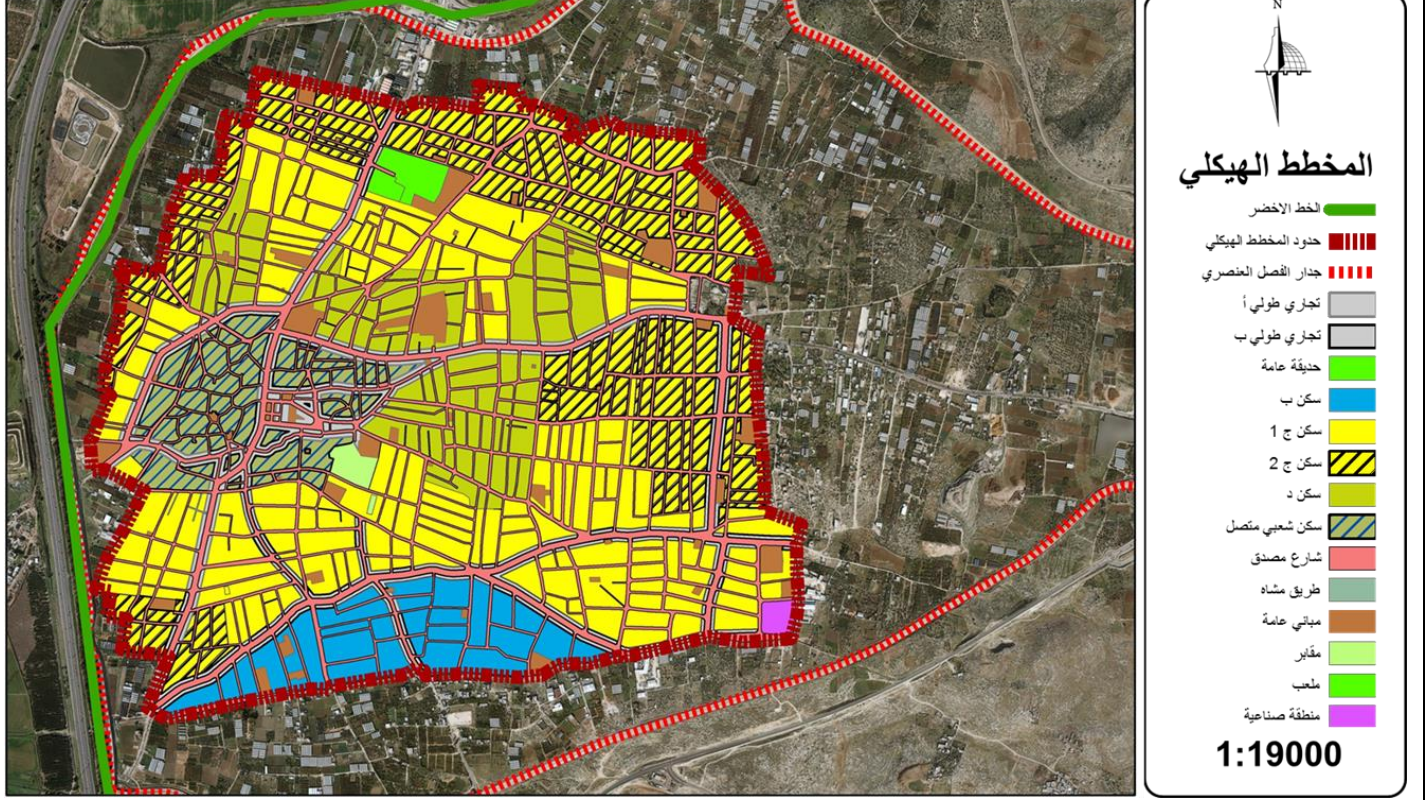 N
المخطط الهيكلي
الخط الاخضر
حدود المخطط الهيكلي
جدار الفصل العنصري
تجاري طولي أ
تجاري طولي ب
حديقة عامة
سكن ب
سكن ج 1
سكن ج 2
سكن د
سكن شعبي متصل
شارع مصدق
طريق مشاه
مباني عامة
مقابر
ملعب
منطقة صناعية
1:19000